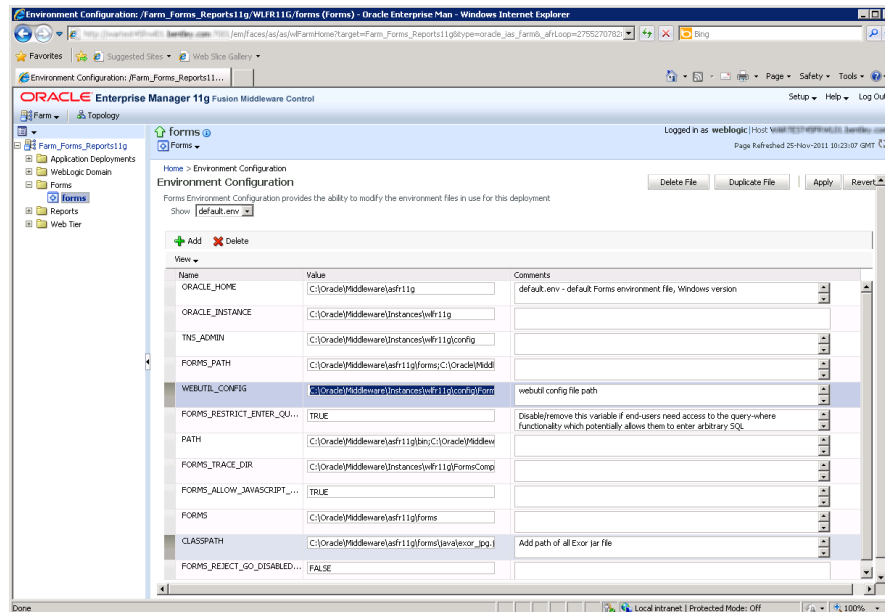 Environment Configuration: /Farm_Forms_Reports11g/WLFR11G/forms (Forms) - Oracle Enterprise Man - Windows Internet Explorer
/em/faces/as/as/wlFarmHome?target=Farm_Forms_Reports11g&type=oracle_ias_farm&_afrLoop=275527078
Bing
Favorites Suggested Sites Web Slice Gallery
Environment Configuration: /Farm_Forms_Reports11... Page Safety Tools
ORACLE Enterprise Manager 11g Fusion Middleware Control Setup Help Log Out
Farm Topology
Farm_Forms_Reports11g
Application Deployments
WebLogic Domain
Forms
forms
Reports
Web Tier
forms Logged in as weblogic|Host
Forms Page Refreshed 25-Nov-2011 10:23:07 GMT
Home > Environment Configuration
Environment Configuration Delete File Duplicate File Apply Revert
Forms Environment Configuration provides the ability to modify the environment files in use for this deployment
Show default.env
Add Delete
View
Name Value Comments
ORACLE_HOME C:\Oracle\Middleware\asfr11g default.env - default Forms environment file, Windows version
ORACLE_INSTANCE C:\Oracle\Middleware\Instances\wlfr11g
TNS_ADMIN C:\Oracle\Middleware\Instances\wlfr11g\config
FORMS_PATH C:\Oracle\Middleware\asfr11g\forms;C:\Oracle\Middl
WEBUTIL_CONFIG C:\Oracle\Middleware\Instances\wlfr11g\config\Form webutil config file path
FORMS_RESTRICT_ENTER_QU... TRUE Disable/remove this variable if end-users need access to the query-where
functionality which potentially allows them to enter arbitrary SQL
PATH C:\Oracle\Middleware\asfr11g\bin;C:\Oracle\Middlew
FORMS_TRACE_DIR C:\Oracle\Middleware\Instances\wlfr11g\FormsComp
FORMS_ALLOW_JAVASCRIPT_... TRUE
FORMS C:\Oracle\Middleware\asfr11g\forms
CLASSPATH C:\Oracle\Middleware\asfr11g\forms\java\exor_jpg.j Add path of all Exor jar file
FORMS_REJECT_GO_DISABLED... FALSE
Done Local intranet | Protected Mode: Off 100%